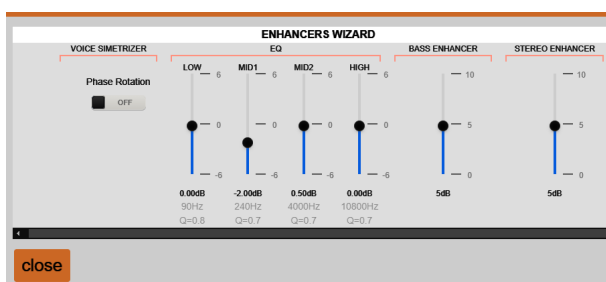 ENHANCERS WIZARD
VOICE SIMETRIZER EQ BASS ENHANCER STEREO ENHANCER
LOW MID1 MID2 HIGH
6 6 6 6 10 10
Phase Rotation
OFF
0 0 0 0 5 5
-6 -6 -6 -6 0 0
0.00dB -2.00dB 0.50dB 0.00dB 5dB 5dB
90Hz 240Hz 4000Hz 10800Hz
Q=0.8 Q=0.7 Q=0.7 Q=0.7
close